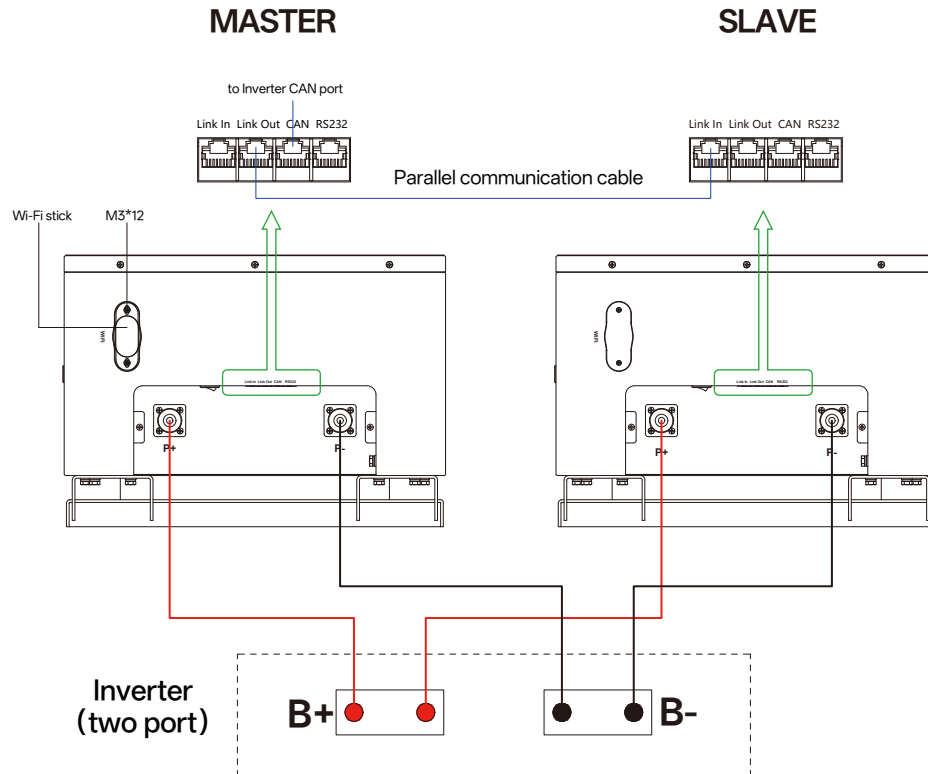 MASTER
SLAVE
to Inverter CAN port
Link In Link Out CAN RS232
Link In Link Out CAN RS232
Parallel communication cable
Wi-Fi stick
M3*12
WiFi
WiFi
Link In Link Out CAN RS232
Link In Link Out CAN RS232
P+
P-
P+
P-
Inverter
(two port)
B+
B-